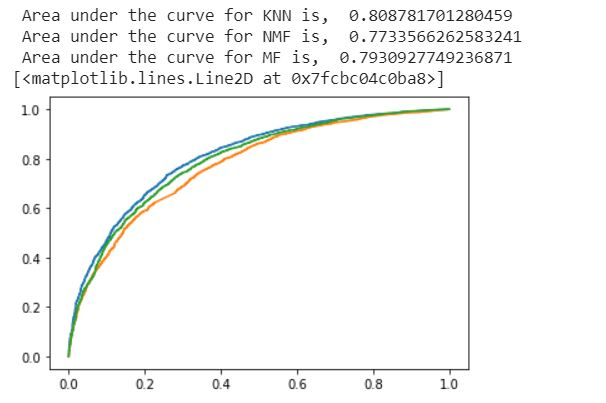 Area under the curve for KNN is,  0.808781701280459
Area under the curve for NMF is,  0.7733566262583241
Area under the curve for MF is,  0.7930927749236871
[<matplotlib.lines.Line2D at 0x7fcbc04c0ba8>]
1.0
0.8
0.6
0.4
0.2
0.0
0.0 0.2 0.4 0.6 0.8 1.0